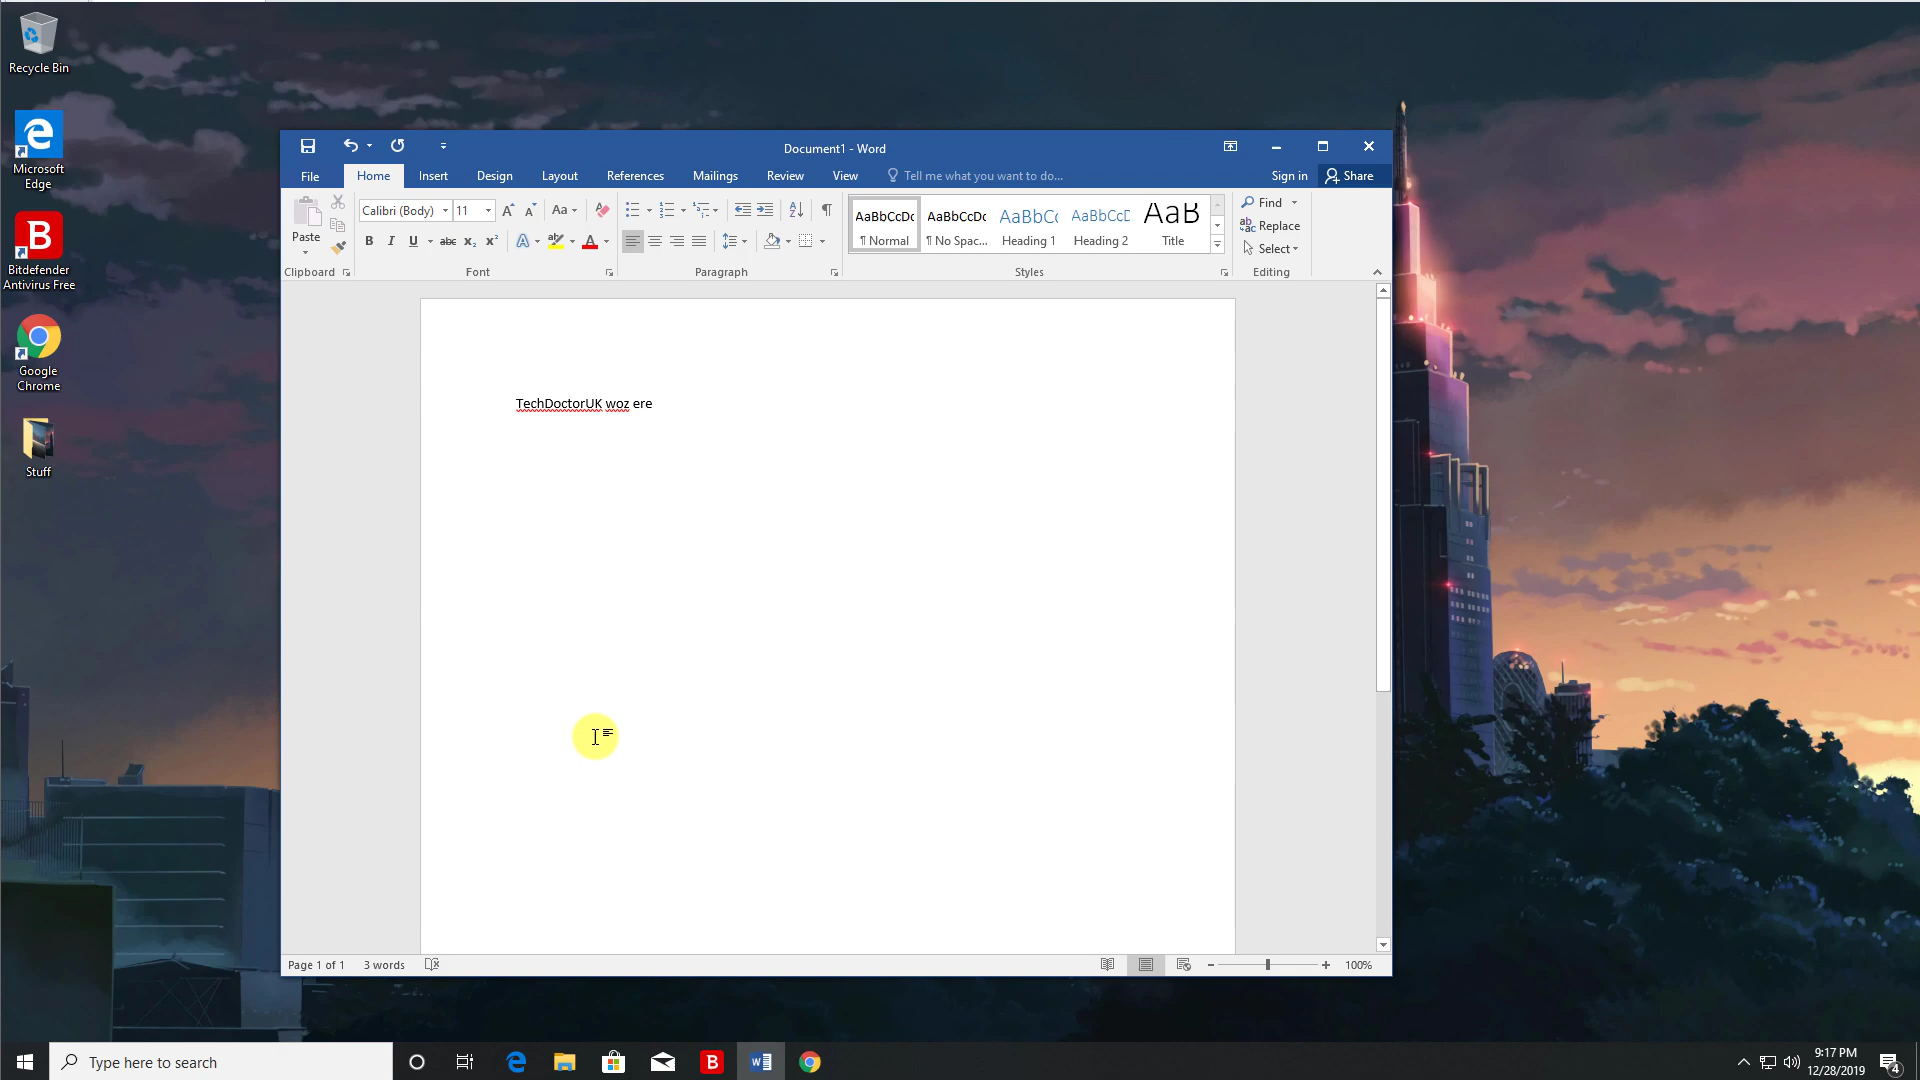 Recycle Bin
Microsoft
Edge
Bitdefender
Antivirus Free
Google
Chrome
Stuff
Document1 - Word
File Home Insert Design Layout References Mailings Review View Tell me what you want to do... Sign in Share
Paste
Calibri (Body) 11 Aa
B I U abc x₂ x² A A
Clipboard Font Paragraph Styles Editing
AaBbCcDc AaBbCcDc AaBbCc AaBbCcD AaB
¶ Normal ¶ No Spac... Heading 1 Heading 2 Title
Find
Replace
Select
TechDoctorUK woz ere
Page 1 of 1 3 words 100%
Type here to search
9:17 PM
12/28/2019
4